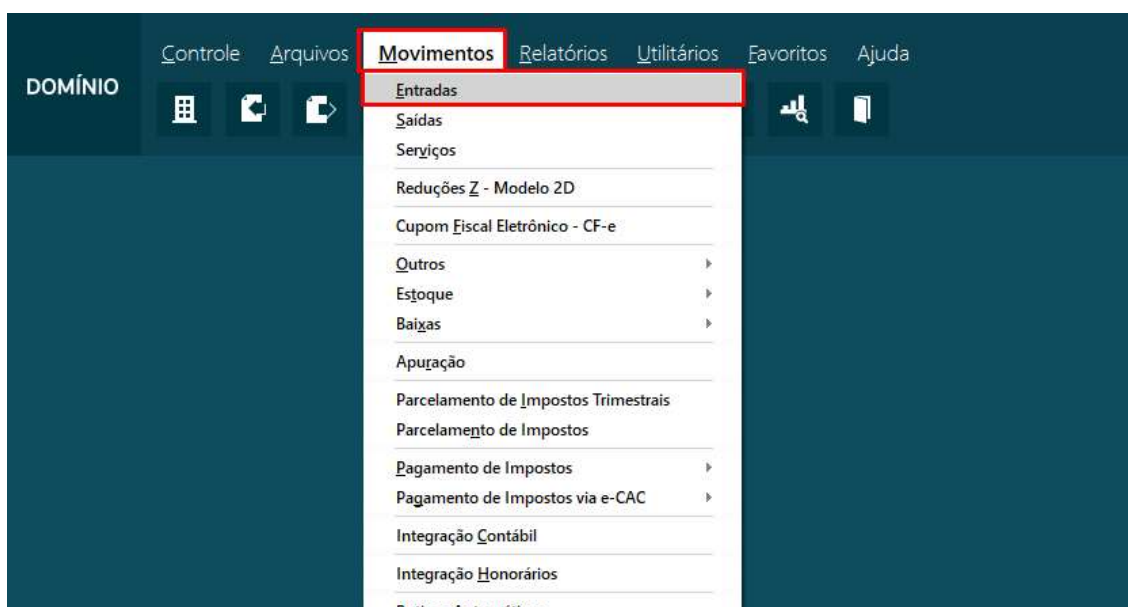 Controle Arquivos Movimentos Relatórios Utilitários Favoritos Ajuda
DOMÍNIO
Entradas
Saídas
Serviços
Reduções Z - Modelo 2D
Cupom Fiscal Eletrônico - CF-e
Outros
Estoque
Baixas
Apuração
Parcelamento de Impostos Trimestrais
Parcelamento de Impostos
Pagamento de Impostos
Pagamento de Impostos via e-CAC
Integração Contábil
Integração Honorários